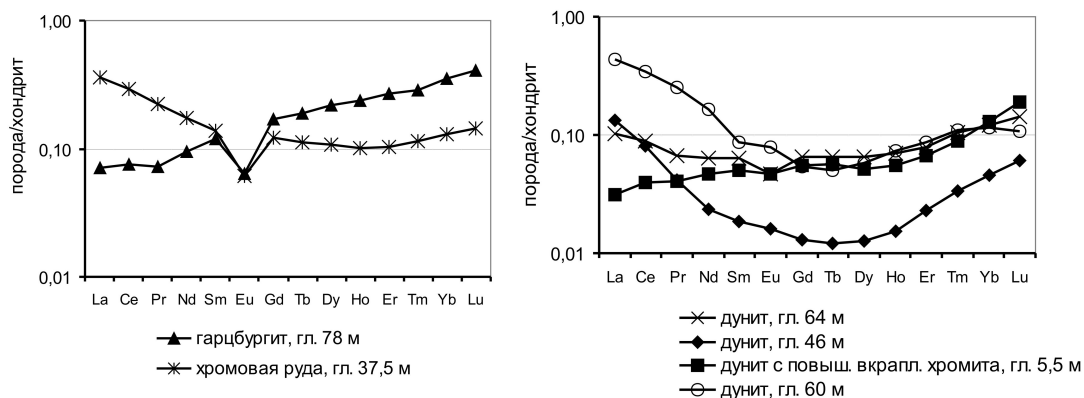 1,00
0,10
0,01
порода/хондрит
La Ce Pr Nd Sm Eu Gd Tb Dy Ho Er Tm Yb Lu
гарцбургит, гл. 78 м
хромовая руда, гл. 37,5 м
1,00
0,10
0,01
порода/хондрит
La Ce Pr Nd Sm Eu Gd Tb Dy Ho Er Tm Yb Lu
дунит, гл. 64 м
дунит, гл. 46 м
дунит с повыш. вкрапл. хромита, гл. 5,5 м
дунит, гл. 60 м